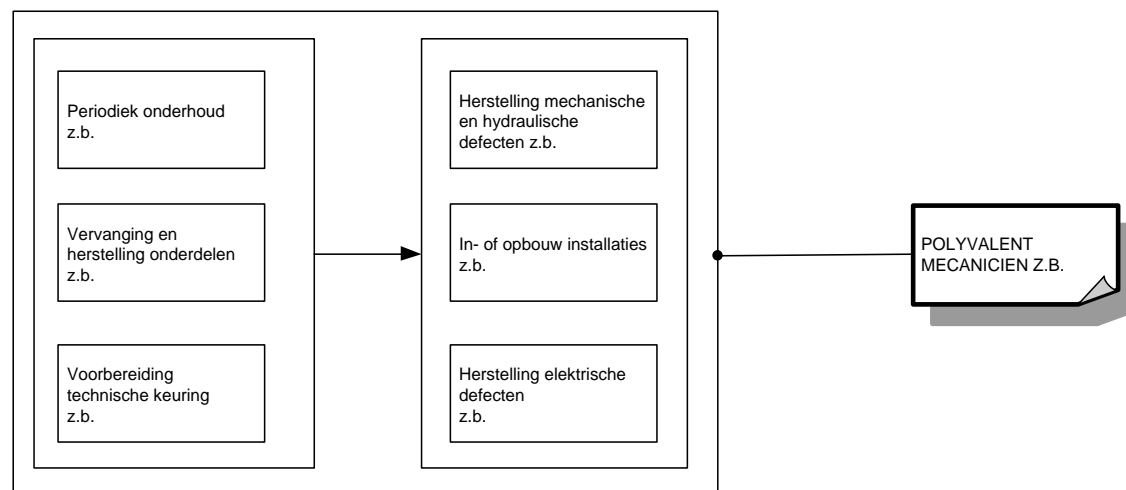 Periodiek onderhoud
z.b.
Vervanging en
herstelling onderdelen
z.b.
Voorbereiding
technische keuring
z.b.
Herstelling mechanische
en hydraulische
defecten z.b.
In- of opbouw installaties
z.b.
Herstelling elektrische
defecten
z.b.
POLYVALENT
MECANICIEN Z.B.